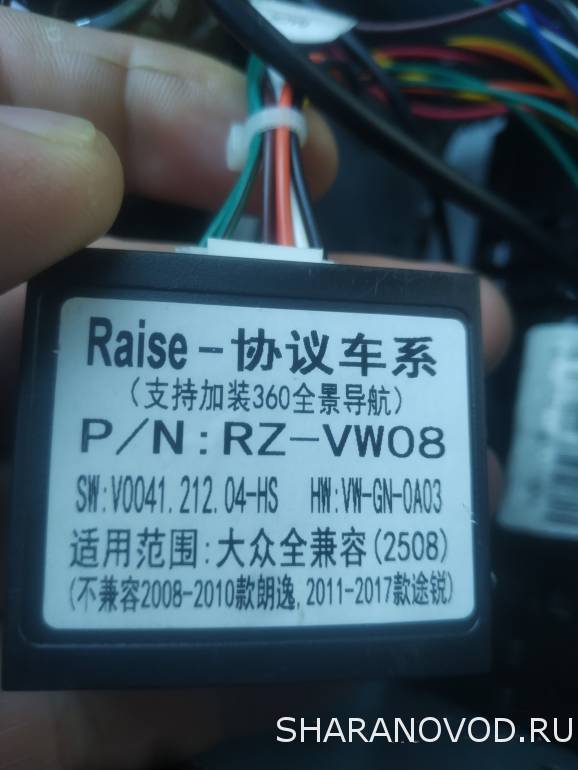 Raise-协议车系
(支持加装360全景导航)
P/N:RZ-VW08
SW:V0041.212.04-HS HW:VW-GN-0A03
适用范围:大众全兼容(2508)
(不兼容2008-2010款朗逸,2011-2017款途锐)
SHARANOVOD.RU